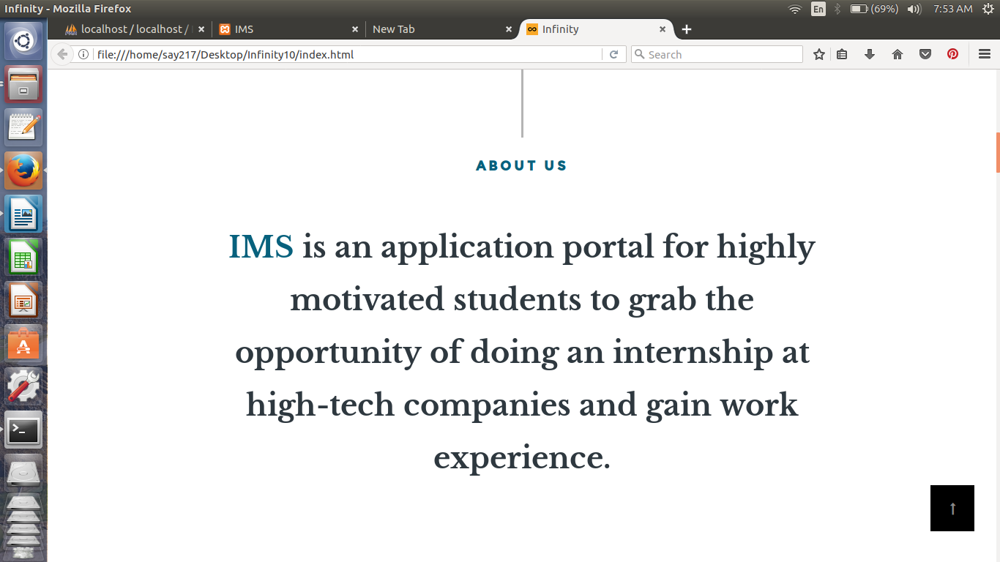 Infinity - Mozilla Firefox
En
(69%)
7:53 AM
localhost / localhost /
IMS
New Tab
Infinity
file:///home/say217/Desktop/Infinity10/index.html
Search
ABOUT US
IMS is an application portal for highly
motivated students to grab the
opportunity of doing an internship at
high-tech companies and gain work
experience.